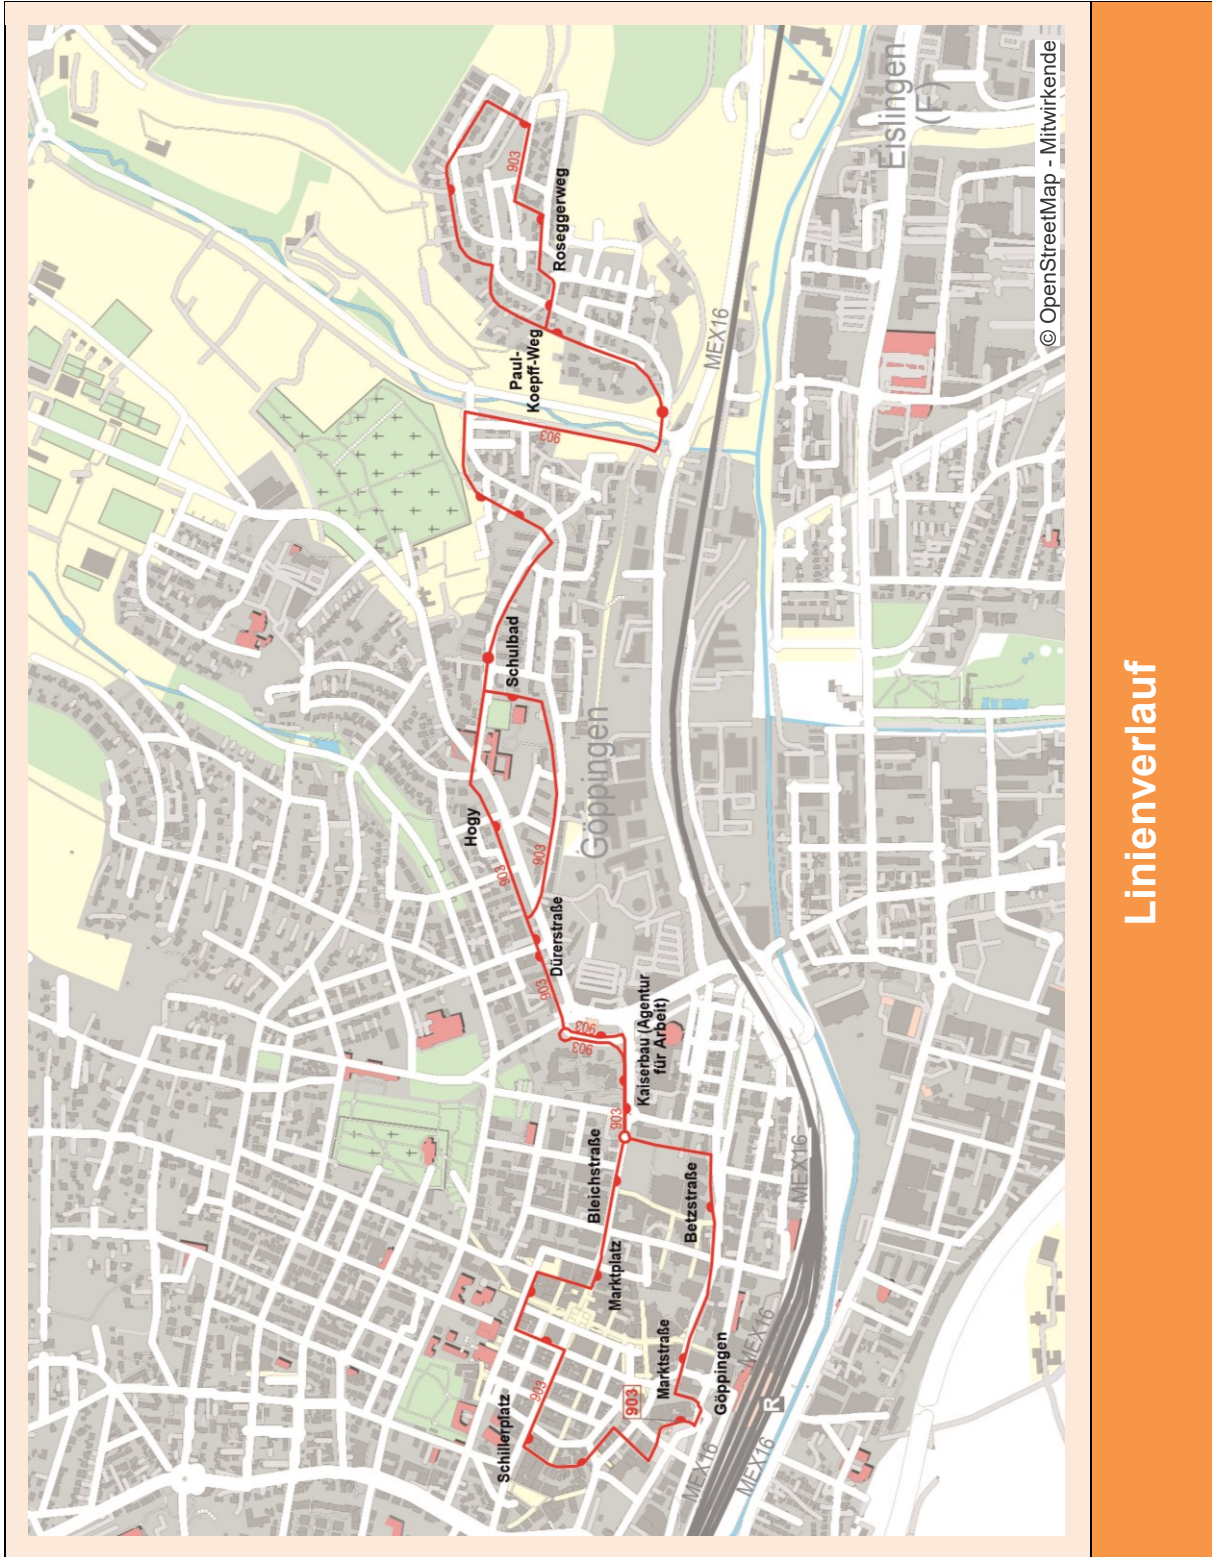 Linienverlauf
Eislingen
(F)
© OpenStreetMap - Mitwirkende
903
Roseggerweg
Paul-
Koepff-Weg
MEX16
903
Schulbad
Göppingen
Hogy
903
903
Dürerstraße
903
903
903
Kaiserbau (Agentur
für Arbeit)
903
Bleichstraße
Betzstraße
MEX16
Marktplatz
Marktstraße
Göppingen
MEX16
903
903
Schillerplatz
R
MEX16
MEX16